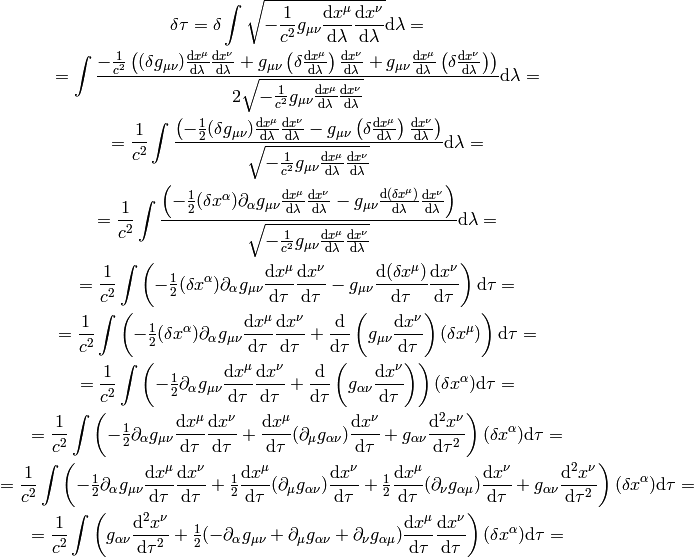 $\delta\tau = \delta \int \sqrt{-\frac{1}{c^2} g_{\mu\nu} \frac{\mathrm{d}x^\mu}{\mathrm{d}\lambda} \frac{\mathrm{d}x^\nu}{\mathrm{d}\lambda}} \mathrm{d}\lambda =$
$= \int \frac{-\frac{1}{c^2} \left( (\delta g_{\mu\nu}) \frac{\mathrm{d}x^\mu}{\mathrm{d}\lambda} \frac{\mathrm{d}x^\nu}{\mathrm{d}\lambda} + g_{\mu\nu} \left( \delta \frac{\mathrm{d}x^\mu}{\mathrm{d}\lambda} \right) \frac{\mathrm{d}x^\nu}{\mathrm{d}\lambda} + g_{\mu\nu} \frac{\mathrm{d}x^\mu}{\mathrm{d}\lambda} \left( \delta \frac{\mathrm{d}x^\nu}{\mathrm{d}\lambda} \right) \right)}{2 \sqrt{-\frac{1}{c^2} g_{\mu\nu} \frac{\mathrm{d}x^\mu}{\mathrm{d}\lambda} \frac{\mathrm{d}x^\nu}{\mathrm{d}\lambda}}} \mathrm{d}\lambda =$
$= \frac{1}{c^2} \int \frac{\left( -\frac{1}{2} (\delta g_{\mu\nu}) \frac{\mathrm{d}x^\mu}{\mathrm{d}\lambda} \frac{\mathrm{d}x^\nu}{\mathrm{d}\lambda} - g_{\mu\nu} \left( \delta \frac{\mathrm{d}x^\mu}{\mathrm{d}\lambda} \right) \frac{\mathrm{d}x^\nu}{\mathrm{d}\lambda} \right)}{\sqrt{-\frac{1}{c^2} g_{\mu\nu} \frac{\mathrm{d}x^\mu}{\mathrm{d}\lambda} \frac{\mathrm{d}x^\nu}{\mathrm{d}\lambda}}} \mathrm{d}\lambda =$
$= \frac{1}{c^2} \int \frac{\left( -\frac{1}{2} (\delta x^\alpha) \partial_\alpha g_{\mu\nu} \frac{\mathrm{d}x^\mu}{\mathrm{d}\lambda} \frac{\mathrm{d}x^\nu}{\mathrm{d}\lambda} - g_{\mu\nu} \frac{\mathrm{d}(\delta x^\mu)}{\mathrm{d}\lambda} \frac{\mathrm{d}x^\nu}{\mathrm{d}\lambda} \right)}{\sqrt{-\frac{1}{c^2} g_{\mu\nu} \frac{\mathrm{d}x^\mu}{\mathrm{d}\lambda} \frac{\mathrm{d}x^\nu}{\mathrm{d}\lambda}}} \mathrm{d}\lambda =$
$= \frac{1}{c^2} \int \left( -\frac{1}{2} (\delta x^\alpha) \partial_\alpha g_{\mu\nu} \frac{\mathrm{d}x^\mu}{\mathrm{d}\tau} \frac{\mathrm{d}x^\nu}{\mathrm{d}\tau} - g_{\mu\nu} \frac{\mathrm{d}(\delta x^\mu)}{\mathrm{d}\tau} \frac{\mathrm{d}x^\nu}{\mathrm{d}\tau} \right) \mathrm{d}\tau =$
$= \frac{1}{c^2} \int \left( -\frac{1}{2} (\delta x^\alpha) \partial_\alpha g_{\mu\nu} \frac{\mathrm{d}x^\mu}{\mathrm{d}\tau} \frac{\mathrm{d}x^\nu}{\mathrm{d}\tau} + \frac{\mathrm{d}}{\mathrm{d}\tau} \left( g_{\mu\nu} \frac{\mathrm{d}x^\nu}{\mathrm{d}\tau} \right) (\delta x^\mu) \right) \mathrm{d}\tau =$
$= \frac{1}{c^2} \int \left( -\frac{1}{2} \partial_\alpha g_{\mu\nu} \frac{\mathrm{d}x^\mu}{\mathrm{d}\tau} \frac{\mathrm{d}x^\nu}{\mathrm{d}\tau} + \frac{\mathrm{d}}{\mathrm{d}\tau} \left( g_{\alpha\nu} \frac{\mathrm{d}x^\nu}{\mathrm{d}\tau} \right) \right) (\delta x^\alpha) \mathrm{d}\tau =$
$= \frac{1}{c^2} \int \left( -\frac{1}{2} \partial_\alpha g_{\mu\nu} \frac{\mathrm{d}x^\mu}{\mathrm{d}\tau} \frac{\mathrm{d}x^\nu}{\mathrm{d}\tau} + \frac{\mathrm{d}x^\mu}{\mathrm{d}\tau} (\partial_\mu g_{\alpha\nu}) \frac{\mathrm{d}x^\nu}{\mathrm{d}\tau} + g_{\alpha\nu} \frac{\mathrm{d}^2 x^\nu}{\mathrm{d}\tau^2} \right) (\delta x^\alpha) \mathrm{d}\tau =$
$= \frac{1}{c^2} \int \left( -\frac{1}{2} \partial_\alpha g_{\mu\nu} \frac{\mathrm{d}x^\mu}{\mathrm{d}\tau} \frac{\mathrm{d}x^\nu}{\mathrm{d}\tau} + \frac{1}{2} \frac{\mathrm{d}x^\mu}{\mathrm{d}\tau} (\partial_\mu g_{\alpha\nu}) \frac{\mathrm{d}x^\nu}{\mathrm{d}\tau} + \frac{1}{2} \frac{\mathrm{d}x^\mu}{\mathrm{d}\tau} (\partial_\nu g_{\alpha\mu}) \frac{\mathrm{d}x^\nu}{\mathrm{d}\tau} + g_{\alpha\nu} \frac{\mathrm{d}^2 x^\nu}{\mathrm{d}\tau^2} \right) (\delta x^\alpha) \mathrm{d}\tau =$
$= \frac{1}{c^2} \int \left( g_{\alpha\nu} \frac{\mathrm{d}^2 x^\nu}{\mathrm{d}\tau^2} + \frac{1}{2} (-\partial_\alpha g_{\mu\nu} + \partial_\mu g_{\alpha\nu} + \partial_\nu g_{\alpha\mu}) \frac{\mathrm{d}x^\mu}{\mathrm{d}\tau} \frac{\mathrm{d}x^\nu}{\mathrm{d}\tau} \right) (\delta x^\alpha) \mathrm{d}\tau =$